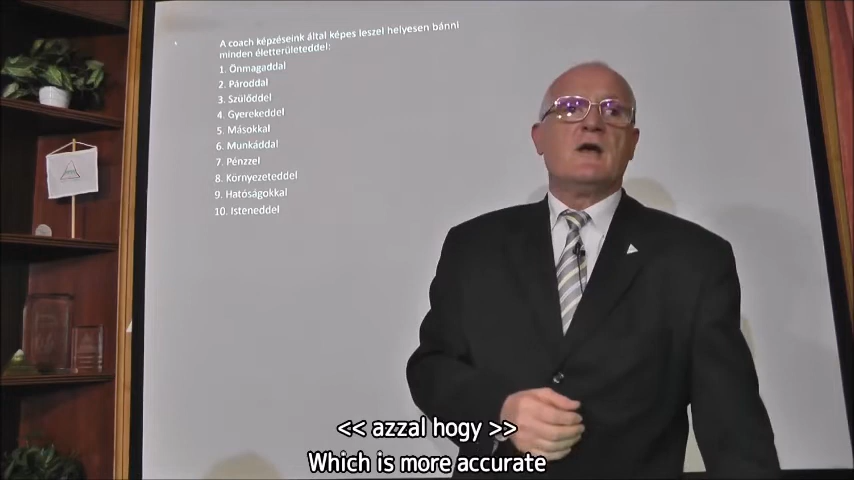 A coach képzéseink által képes leszel helyesen bánni
minden életterületeddel:
1. Önmagaddal
2. Pároddal
3. Szülőddel
4. Gyerekeddel
5. Másokkal
6. Munkáddal
7. Pénzzel
8. Környezeteddel
9. Hatóságokkal
10. Isteneddel
<< azzal hogy >>
Which is more accurate